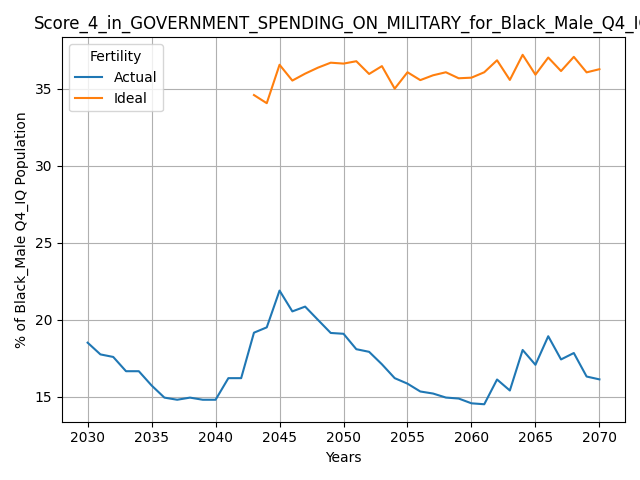 Score_4_in_GOVERNMENT_SPENDING_ON_MILITARY_for_Black_Male_Q4_IQ
Fertility
Actual
Ideal
% of Black_Male Q4_IQ Population
35
30
25
20
15
2030 2035 2040 2045 2050 2055 2060 2065 2070
Years